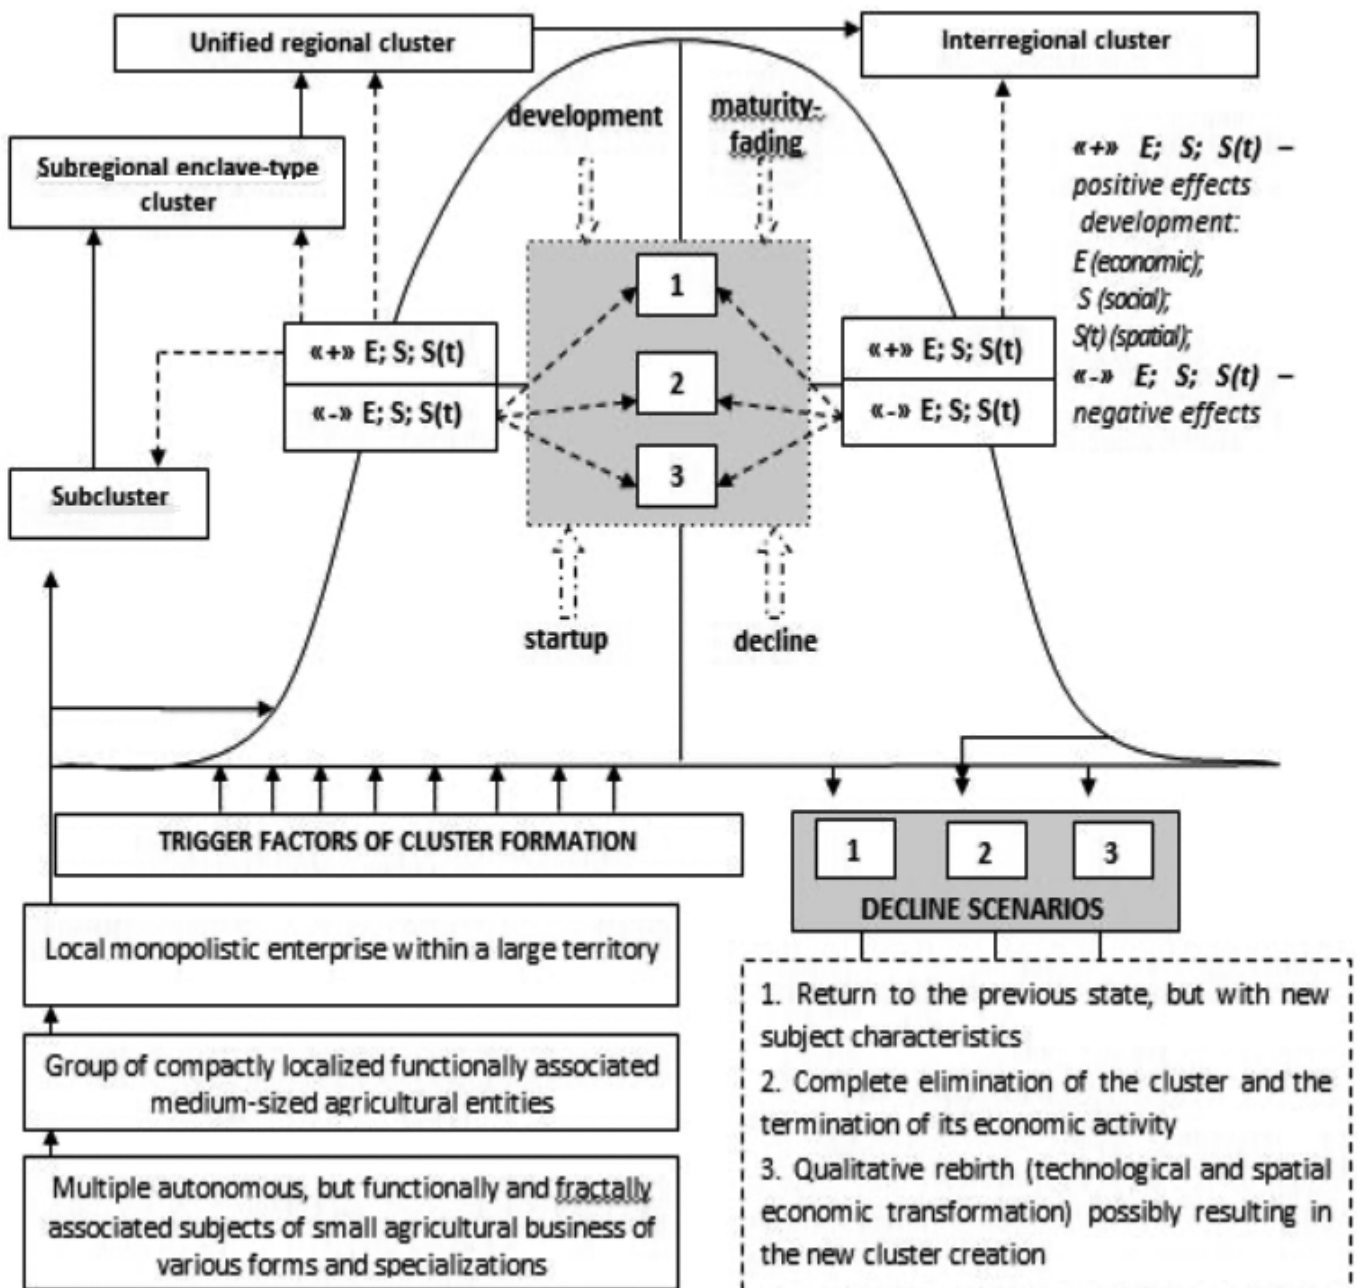 Unified regional cluster
Interregional cluster
development
maturity-
fading
Subregional enclave-type
cluster
«+» E; S; S(t) –
positive effects
development:
E (economic);
S (social);
S(t) (spatial);
«-» E; S; S(t) –
negative effects
1
2
3
«+» E; S; S(t)
«-» E; S; S(t)
«+» E; S; S(t)
«-» E; S; S(t)
Subcluster
startup
decline
TRIGGER FACTORS OF CLUSTER FORMATION
1
2
3
DECLINE SCENARIOS
Local monopolistic enterprise within a large territory
Group of compactly localized functionally associated
medium-sized agricultural entities
Multiple autonomous, but functionally and fractally
associated subjects of small agricultural business of
various forms and specializations
1. Return to the previous state, but with new
subject characteristics
2. Complete elimination of the cluster and the
termination of its economic activity
3. Qualitative rebirth (technological and spatial
economic transformation) possibly resulting in
the new cluster creation